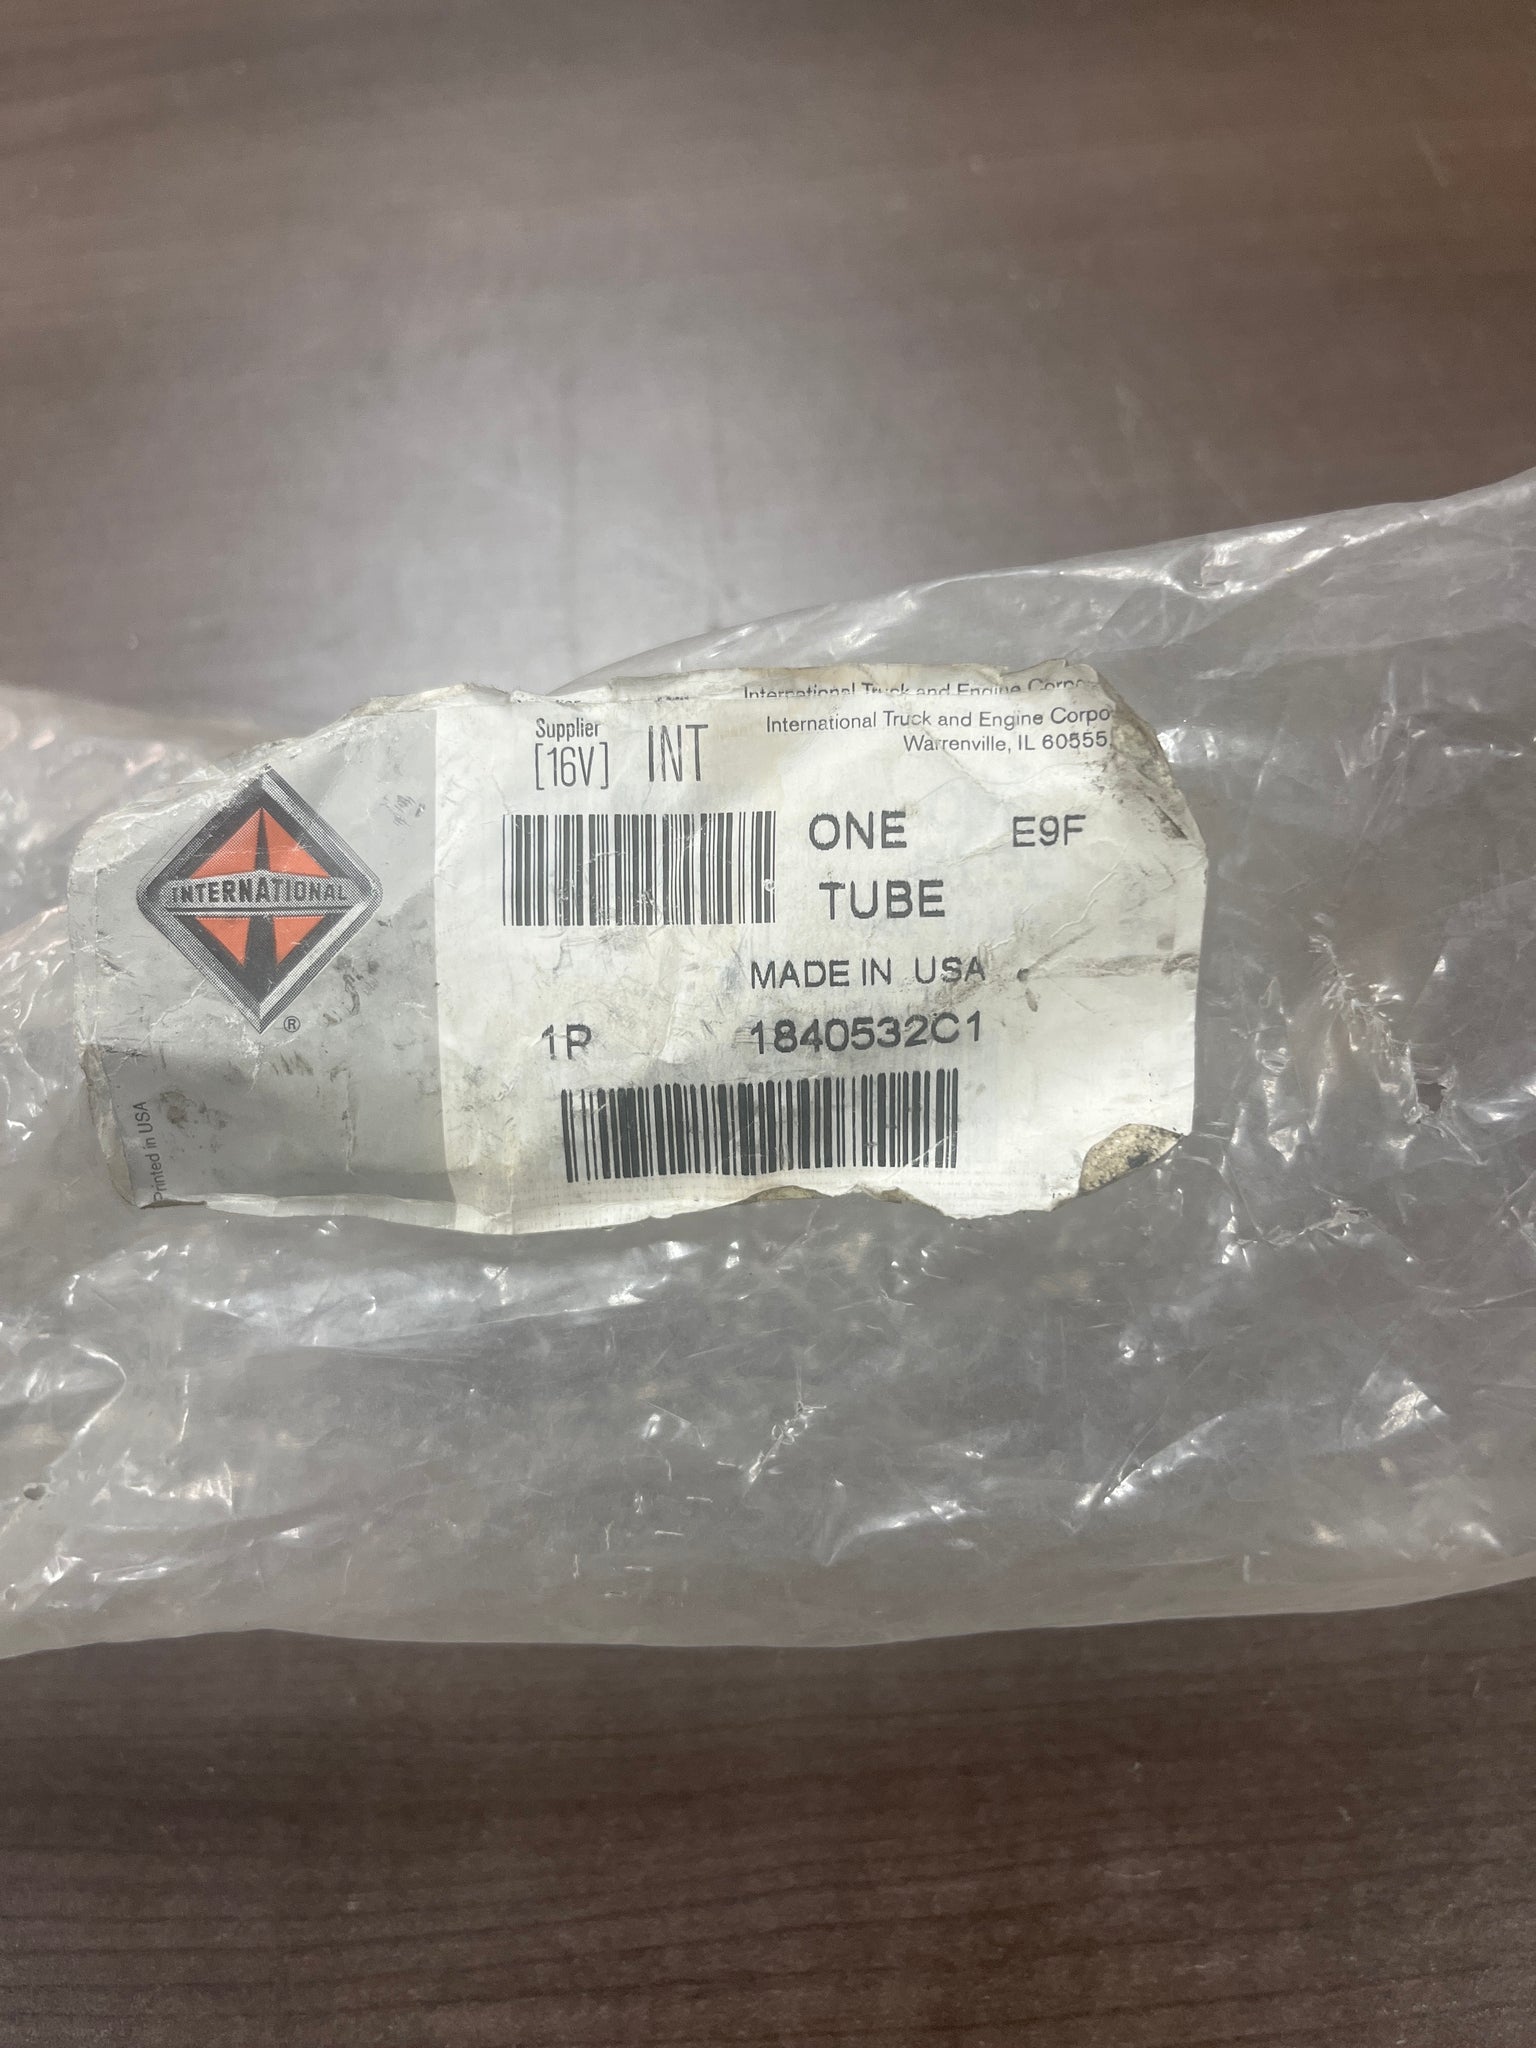 International Truck and Engine Corpo
Supplier
[16V] INT
International Truck and Engine Corpo
Warrenville, IL 60555
ONE E9F
TUBE
INTERNATIONAL
®
MADE IN USA
1P 1840532C1
Printed in USA